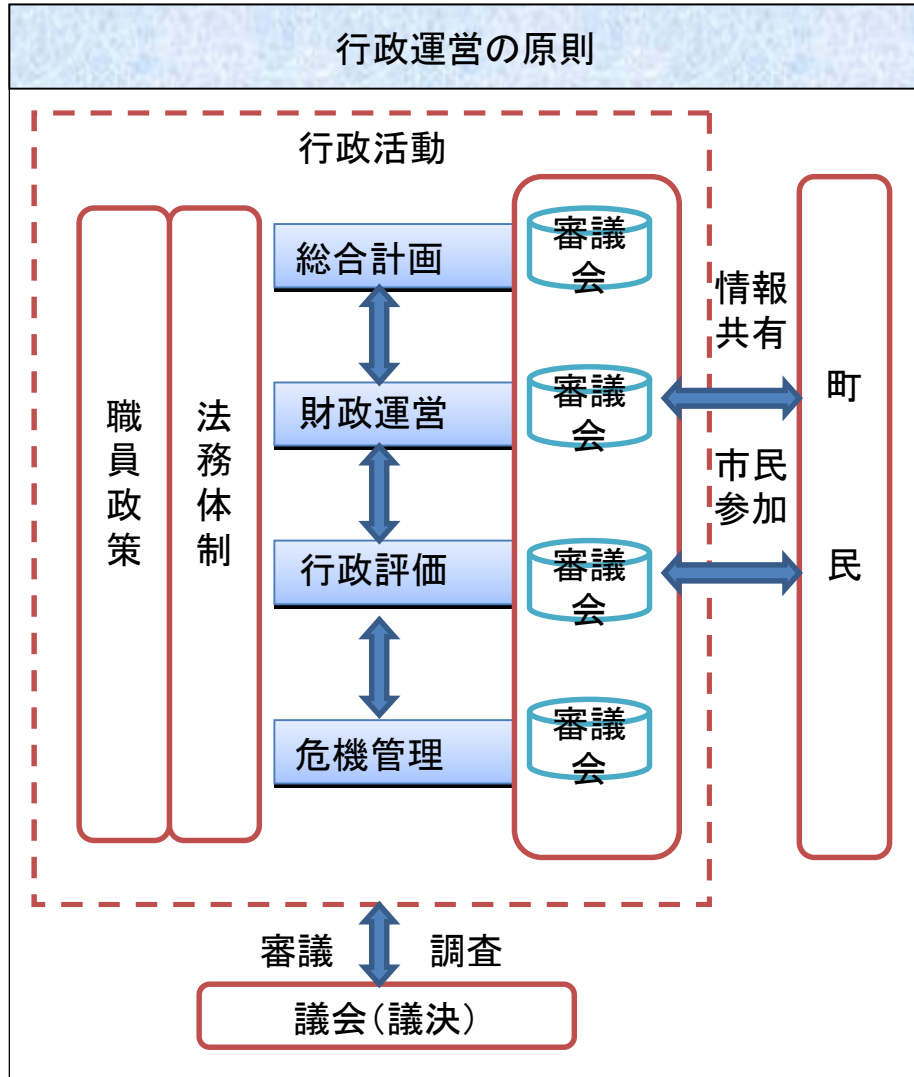 行政運営の原則
行政活動
職員政策
法務体制
総合計画
審議
会
財政運営
審議
会
行政評価
審議
会
危機管理
審議
会
情報
共有
市民
参加
町民
審議
調査
議会(議決)